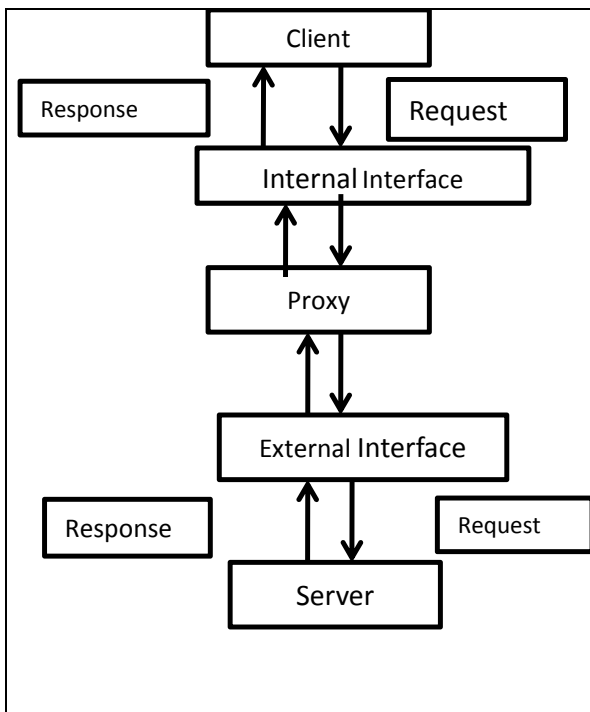 Client
Response
Request
Internal Interface
Proxy
External Interface
Response
Request
Server